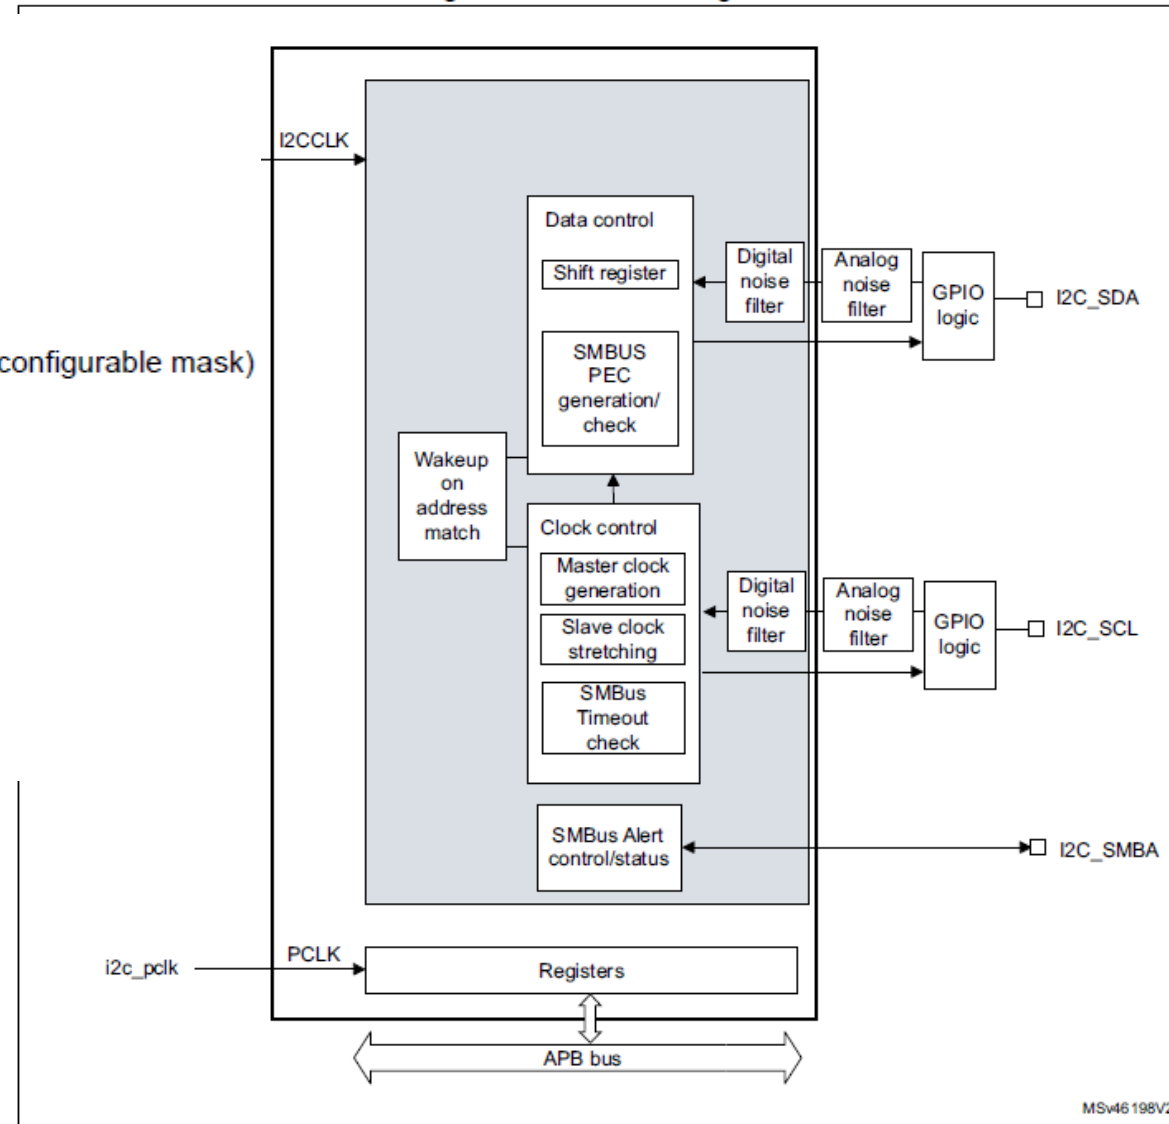 I2CCLK
Data control
Shift register
SMBUS
PEC
generation/
check
Digital
noise
filter
Analog
noise
filter
GPIO
logic
I2C_SDA
configurable mask)
Wakeup
on
address
match
Clock control
Master clock
generation
Slave clock
stretching
SMBus
Timeout
check
Digital
noise
filter
Analog
noise
filter
GPIO
logic
I2C_SCL
SMBus Alert
control/status
I2C_SMBA
i2c_pclk
PCLK
Registers
APB bus
MSv46198V2